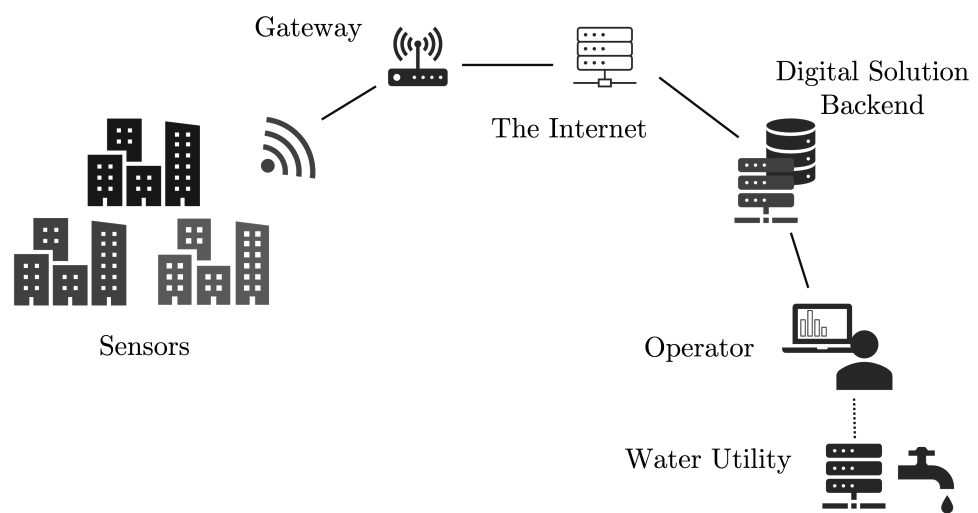 Gateway
The Internet
Digital Solution
Backend
Sensors
Operator
Water Utility